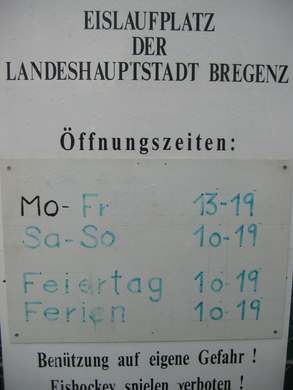 EISLAUFPLATZ
DER
LANDESHAUPTSTADT BREGENZ
Öffnungszeiten:
Mo-Fr 13-19
Sa-So 10-19
Feiertag 10-19
Ferien 10-19
Benützung auf eigene Gefahr !
Eishockey spielen verboten !